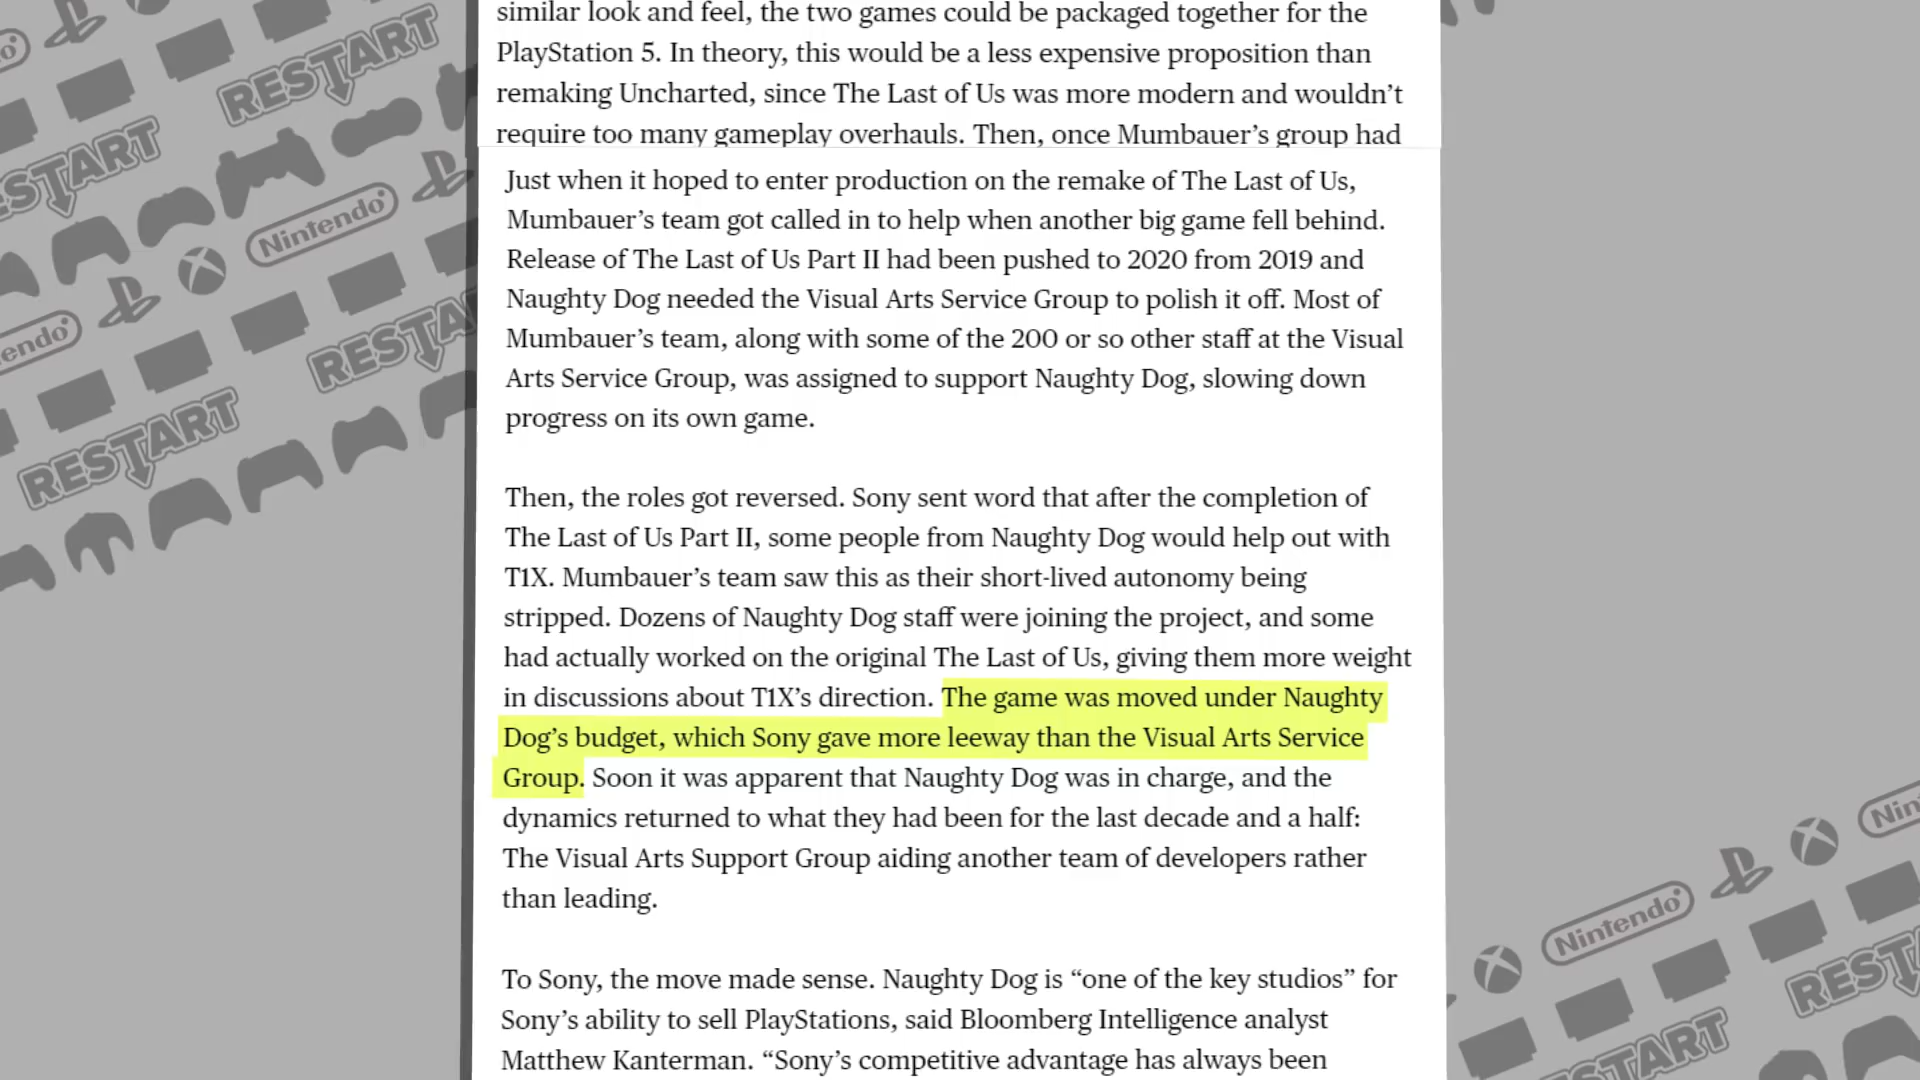 similar look and feel, the two games could be packaged together for the
PlayStation 5. In theory, this would be a less expensive proposition than
remaking Uncharted, since The Last of Us was more modern and wouldn't
require too many gameplay overhauls. Then, once Mumbauer's group had
Just when it hoped to enter production on the remake of The Last of Us,
Mumbauer's team got called in to help when another big game fell behind.
Release of The Last of Us Part II had been pushed to 2020 from 2019 and
Naughty Dog needed the Visual Arts Service Group to polish it off. Most of
Mumbauer's team, along with some of the 200 or so other staff at the Visual
Arts Service Group, was assigned to support Naughty Dog, slowing down
progress on its own game.
Then, the roles got reversed. Sony sent word that after the completion of
The Last of Us Part II, some people from Naughty Dog would help out with
T1X. Mumbauer's team saw this as their short-lived autonomy being
stripped. Dozens of Naughty Dog staff were joining the project, and some
had actually worked on the original The Last of Us, giving them more weight
in discussions about T1X's direction. The game was moved under Naughty
Dog's budget, which Sony gave more leeway than the Visual Arts Service
Group. Soon it was apparent that Naughty Dog was in charge, and the
dynamics returned to what they had been for the last decade and a half:
The Visual Arts Support Group aiding another team of developers rather
than leading.
To Sony, the move made sense. Naughty Dog is “one of the key studios” for
Sony's ability to sell PlayStations, said Bloomberg Intelligence analyst
Matthew Kanterman. “Sony's competitive advantage has always been
RESTART
RESTART
Nintendo
endo
RESTA
RESTART
Nin
Nintendo
REST
START